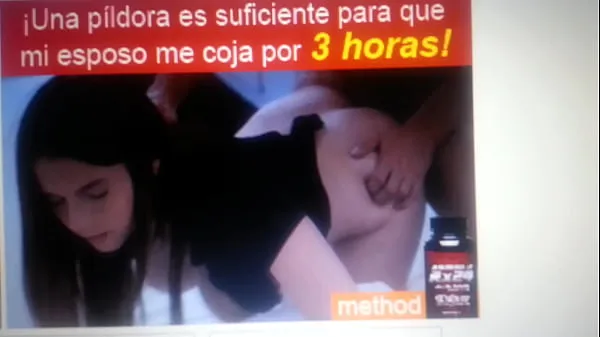 ¡Una píldora es suficiente para que
mi esposo me coja por 3 horas!
method